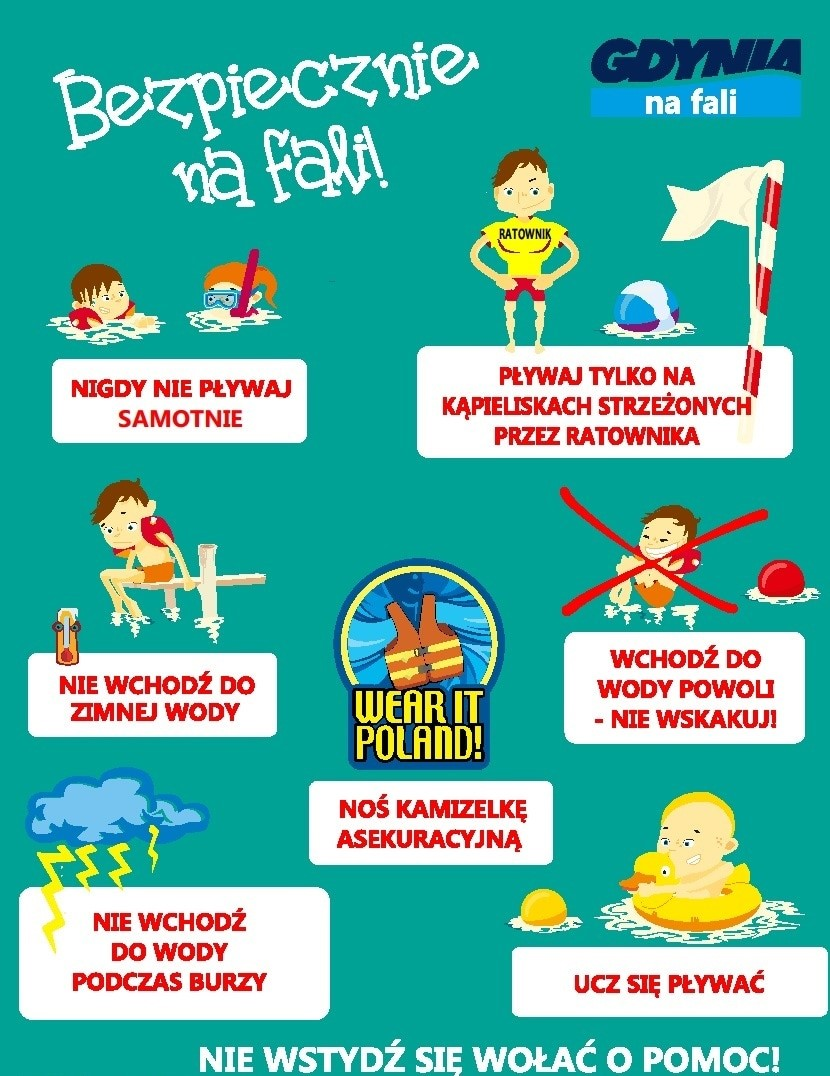 Bezpiecznie
na fali!
GDYNIA
na fali
RATOWNIK
NIGDY NIE PŁYWAJ
SAMOTNIE
PŁYWAJ TYLKO NA
KĄPIELISKACH STRZEŻONYCH
PRZEZ RATOWNIKA
NIE WCHODŹ DO
ZIMNEJ WODY
WEAR IT
POLAND!
WCHODŹ DO
WODY POWOLI
- NIE WSKAKUJ!
NOŚ KAMIZELKĘ
ASEKURACYJNĄ
NIE WCHODŹ
DO WODY
PODCZAS BURZY
UCZ SIĘ PŁYWAĆ
NIE WSTYDŹ SIĘ WOŁAĆ O POMOC!